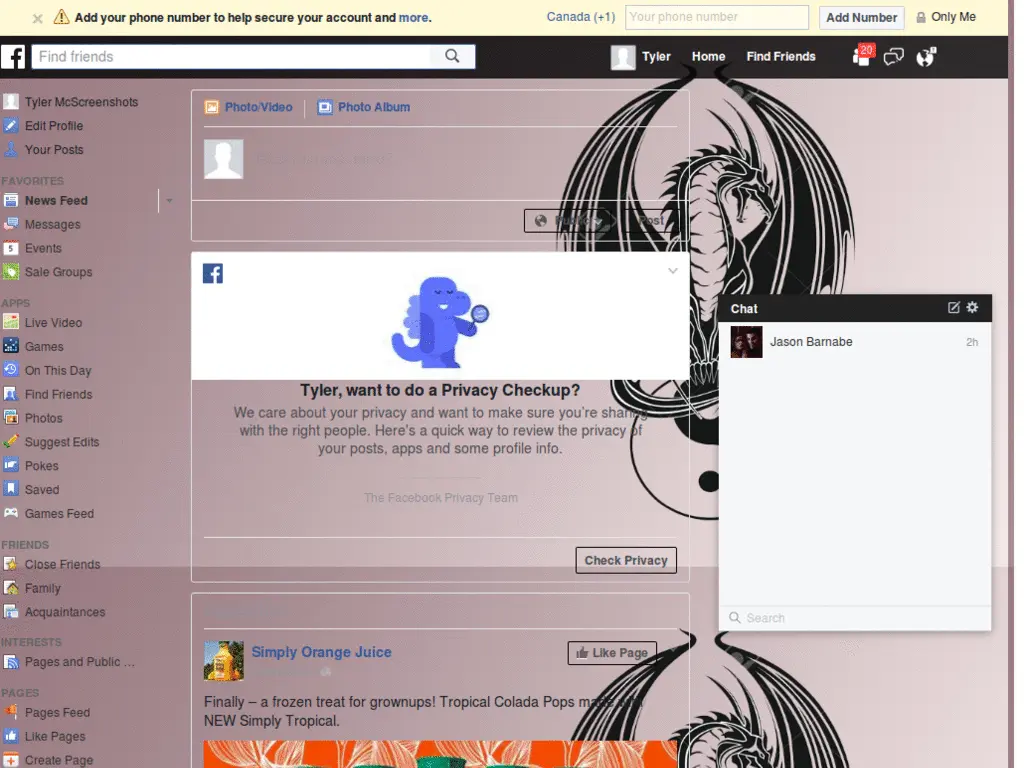 Add your phone number to help secure your account and more.
Canada (+1)
Your phone number
Add Number
Only Me
Find friends
Tyler
Home
Find Friends
20
Tyler McScreenshots
Edit Profile
Your Posts
FAVORITES
News Feed
Messages
Events
Sale Groups
APPS
Live Video
Games
On This Day
Find Friends
Photos
Suggest Edits
Pokes
Saved
Games Feed
FRIENDS
Close Friends
Family
Acquaintances
INTERESTS
Pages and Public ...
PAGES
Pages Feed
Like Pages
Create Page
Photo/Video
Photo Album
Public
Post
Tyler, want to do a Privacy Checkup?
We care about your privacy and want to make sure you're sharing
with the right people. Here's a quick way to review the privacy of
your posts, apps and some profile info.
The Facebook Privacy Team
Check Privacy
Simply Orange Juice
Like Page
Finally – a frozen treat for grownups! Tropical Colada Pops made with
NEW Simply Tropical.
Chat
Jason Barnabe
2h
Search